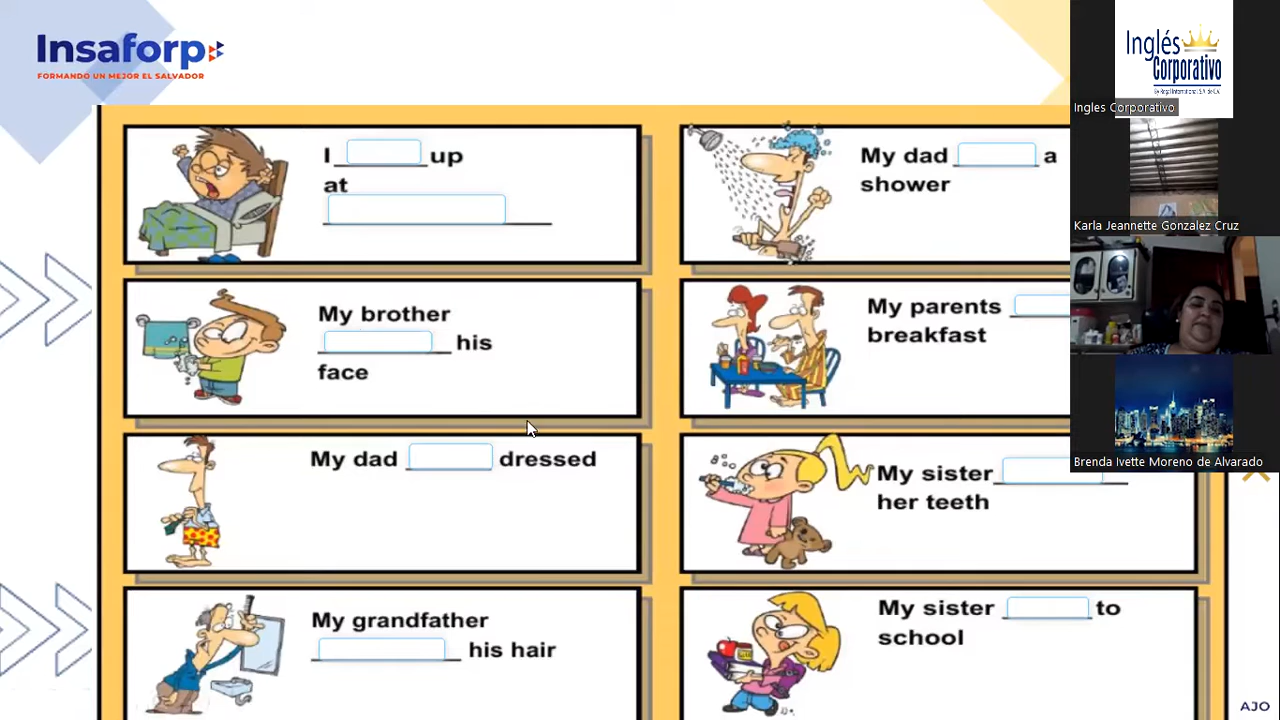 Insaforp
FORMANDO UN MEJOR EL SALVADOR
I up
at
My brother
his
face
My dad dressed
My grandfather
his hair
My dad a
shower
My parents
breakfast
My sister
her teeth
My sister to
school
Inglés
Corporativo
Ingles Corporativo
Karla Jeannette Gonzalez Cruz
Brenda Ivette Moreno de Alvarado
AJO